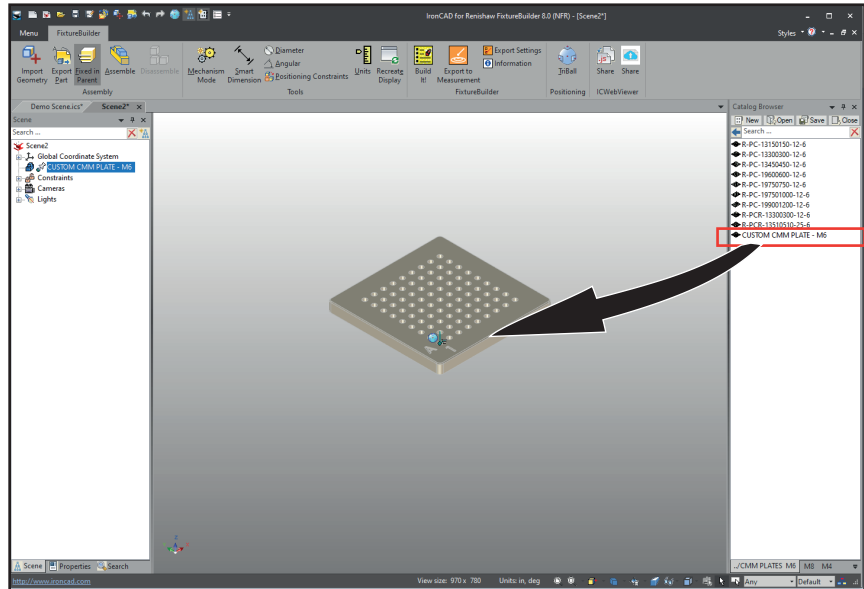 IronCAD for Renishaw FixtureBuilder 8.0 (NFR) - [Scene2*]
Menu FixtureBuilder Styles
Import Geometry Export Part Fixed in Parent Assemble Disassemble
Assembly
Mechanism Mode Smart Dimension
Diameter
Angular
Positioning Constraints
Units Recreate Display
Tools
Build It! Export to Measurement
Export Settings
Information
FixtureBuilder
TriBall
Positioning
Share Share
ICWebViewer
Demo Scene.ics* Scene2* x
Scene
Search ...
Scene2
Global Coordinate System
CUSTOM CMM PLATE - M6
Constraints
Cameras
Lights
A 1
Z
Catalog Browser
New Open Save Close
Search ...
R-PC-13150150-12-6
R-PC-13300300-12-6
R-PC-13450450-12-6
R-PC-19600600-12-6
R-PC-19750750-12-6
R-PC-197501000-12-6
R-PC-199001200-12-6
R-PCR-13300300-12-6
R-PCR-13510510-25-6
CUSTOM CMM PLATE - M6
Scene Properties Search
../CMM PLATES M6 M8 M4
http://www.ironcad.com
View size: 970 x 780 Units: in, deg
Any Default